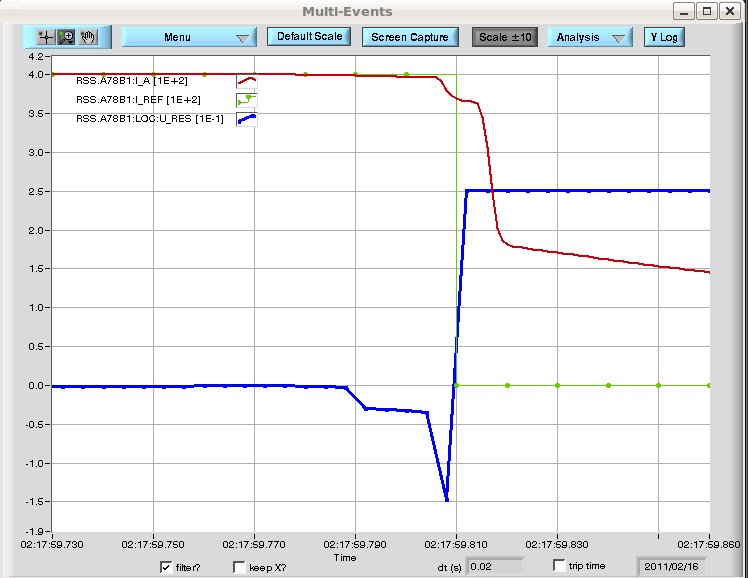 Multi-Events
Menu Default Scale Screen Capture Scale ±10 Analysis Y Log
4.2
4.0
RSS.A78B1:I_A [1E+2]
RSS.A78B1:I_REF [1E+2]
RSS.A78B1:LOC:U_RES [1E-1]
3.5
3.0
2.5
2.0
1.5
1.0
0.5
0.0
-0.5
-1.0
-1.5
-1.9
02:17:59.730 02:17:59.750 02:17:59.770 02:17:59.790 02:17:59.810 02:17:59.830 02:17:59.860
Time
filter? keep X? dt (s) 0.02 trip time 2011/02/16